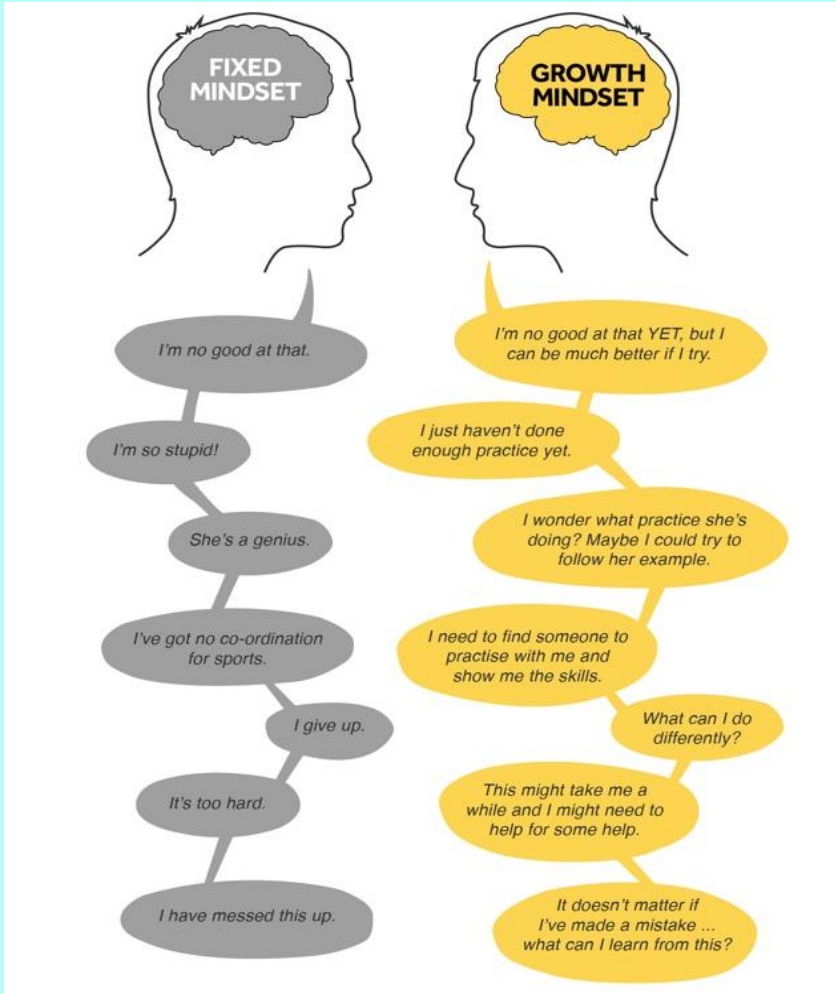 FIXED
MINDSET
I'm no good at that.
I'm so stupid!
She's a genius.
I've got no co-ordination
for sports.
I give up.
It's too hard.
I have messed this up.
GROWTH
MINDSET
I'm no good at that YET, but I
can be much better if I try.
I just haven't done
enough practice yet.
I wonder what practice she's
doing? Maybe I could try to
follow her example.
I need to find someone to
practise with me and
show me the skills.
What can I do
differently?
This might take me a
while and I might need to
help for some help.
It doesn't matter if
I've made a mistake ...
what can I learn from this?